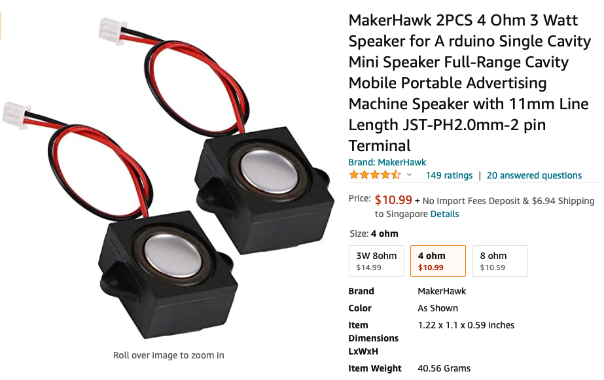 MakerHawk 2PCS 4 Ohm 3 Watt
Speaker for A rduino Single Cavity
Mini Speaker Full-Range Cavity
Mobile Portable Advertising
Machine Speaker with 11mm Line
Length JST-PH2.0mm-2 pin
Terminal
Brand: MakerHawk
149 ratings | 20 answered questions
Price: $10.99 + No Import Fees Deposit & $6.94 Shipping
to Singapore Details
Size: 4 ohm
3W 8ohm 4 ohm 8 ohm
$14.99 $10.99 $10.59
Brand MakerHawk
Color As Shown
Item 1.22 x 1.1 x 0.59 inches
Dimensions
LxWxH
Item Weight 40.56 Grams
Roll over image to zoom in